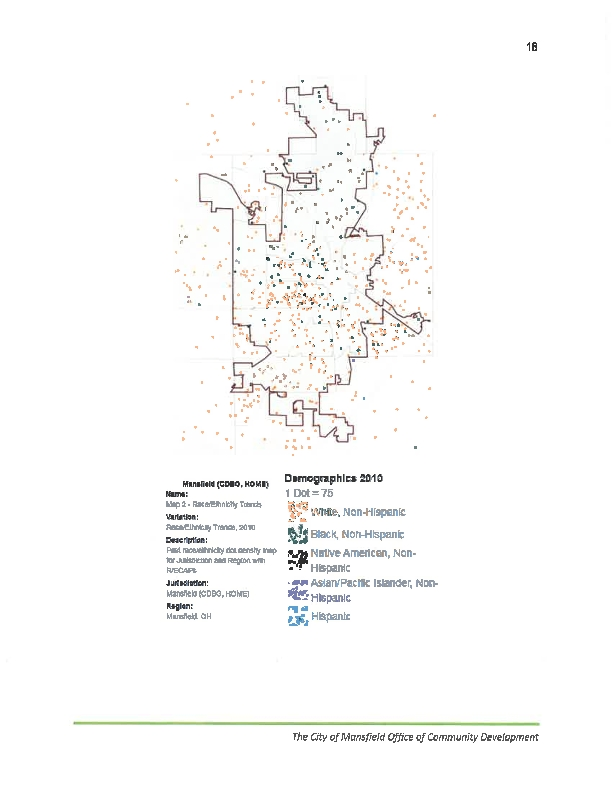 18
Mansfield (CDBG, HOME)
Name:
Map 2 - Race/Ethnicity Trends
Variation:
Race/Ethnicity Trends, 2010
Description:
Past race/ethnicity dot density map
for Jurisdiction and Region with
R/ECAPs
Jurisdiction:
Mansfield (CDBG, HOME)
Region:
Mansfield, OH
Demographics 2010
1 Dot = 75
White, Non-Hispanic
Black, Non-Hispanic
Native American, Non-
Hispanic
Asian/Pacific Islander, Non-
Hispanic
Hispanic
The City of Mansfield Office of Community Development